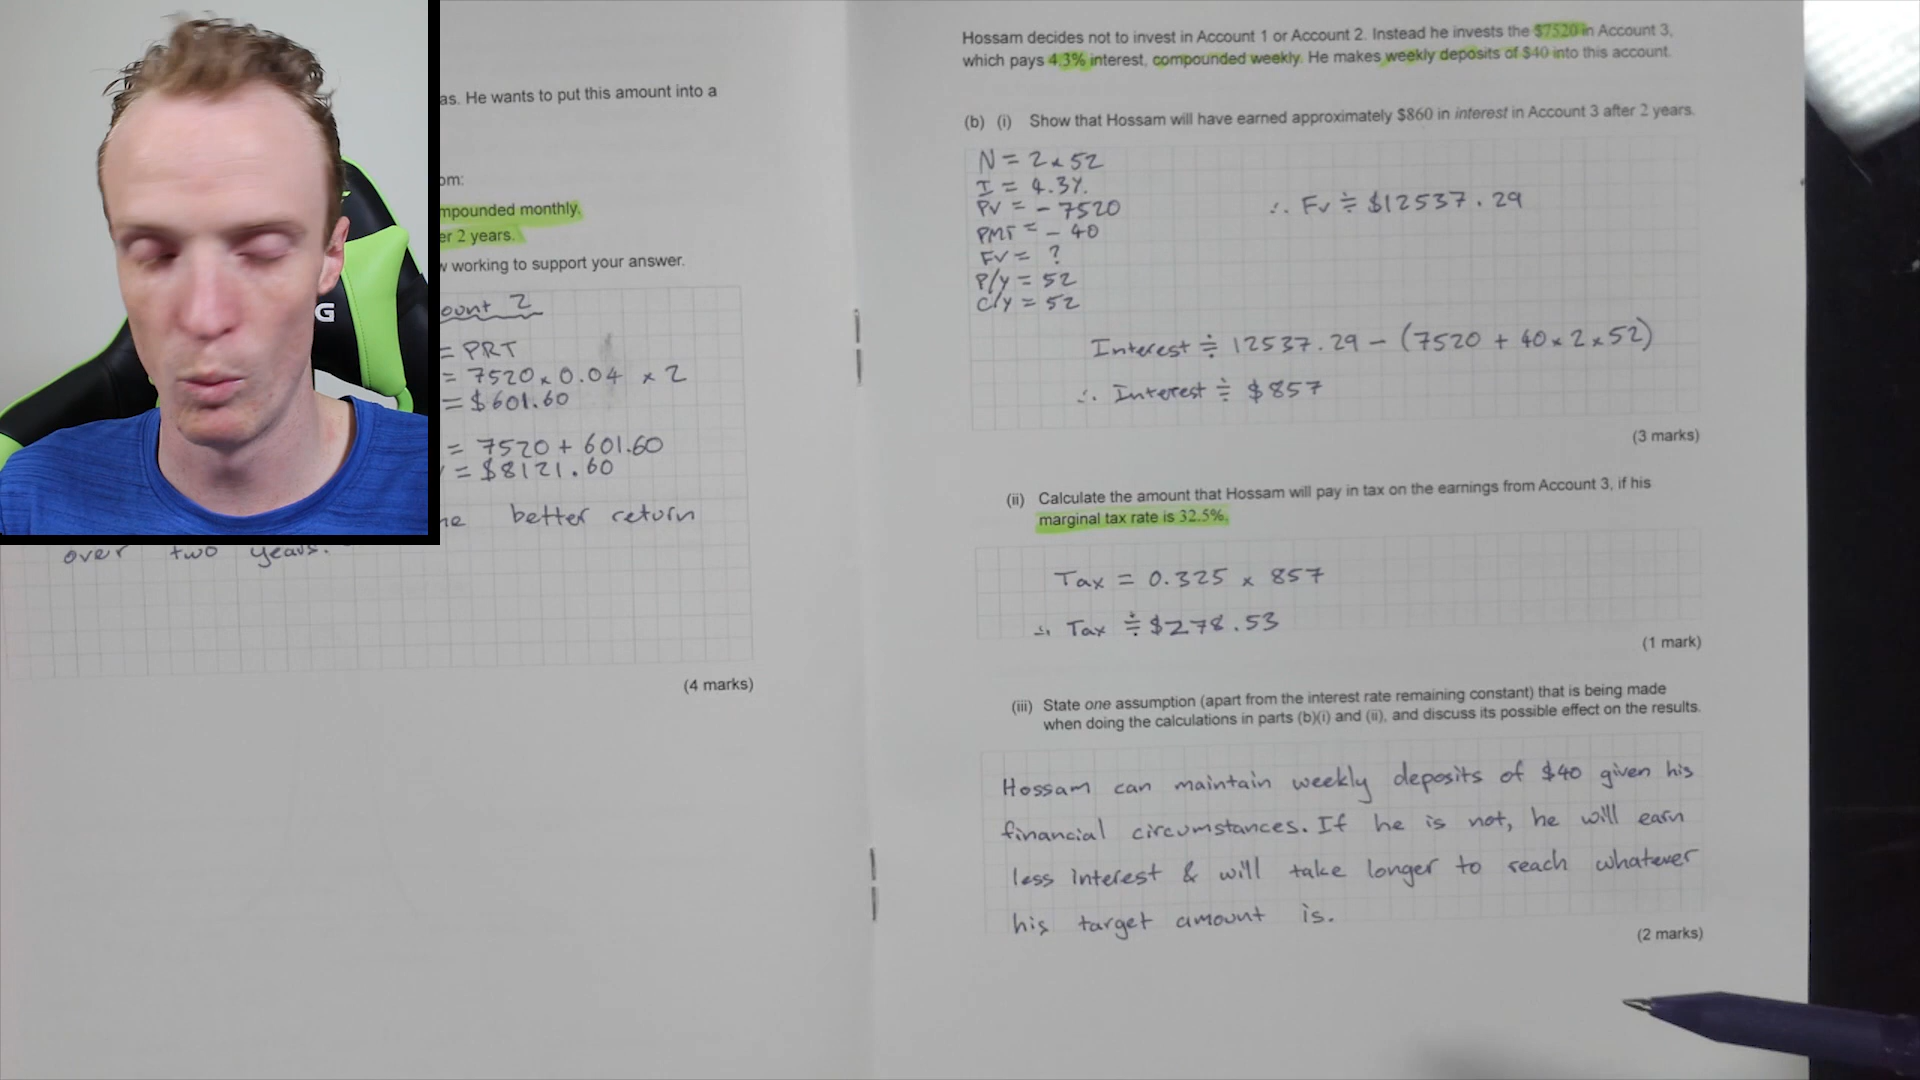 as. He wants to put this amount into a
om:
mpounded monthly.
er 2 years.
w working to support your answer.
ount 2
= PRT
= 7520 × 0.04 × 2
= $601.60
= 7520 + 601.60
= $8121.60
he better return
over two years.
(4 marks)
G
Hossam decides not to invest in Account 1 or Account 2. Instead he invests the $7520 in Account 3,
which pays 4.3% interest, compounded weekly. He makes weekly deposits of $40 into this account.
(b) (i) Show that Hossam will have earned approximately $860 in interest in Account 3 after 2 years.
N = 2 × 52
I = 4.3%.
PV = - 7520
PMT = - 40
FV = ?
P/Y = 52
C/Y = 52
∴ FV ≑ $12537.29
Interest ≑ 12537.29 - (7520 + 40 × 2 × 52)
∴ Interest ≑ $857
(3 marks)
(ii) Calculate the amount that Hossam will pay in tax on the earnings from Account 3, if his
marginal tax rate is 32.5%.
Tax = 0.325 × 857
∴ Tax ≑ $278.53
(1 mark)
(iii) State one assumption (apart from the interest rate remaining constant) that is being made
when doing the calculations in parts (b)(i) and (ii), and discuss its possible effect on the results.
Hossam can maintain weekly deposits of $40 given his
financial circumstances. If he is not, he will earn
less interest & will take longer to reach whatever
his target amount is.
(2 marks)